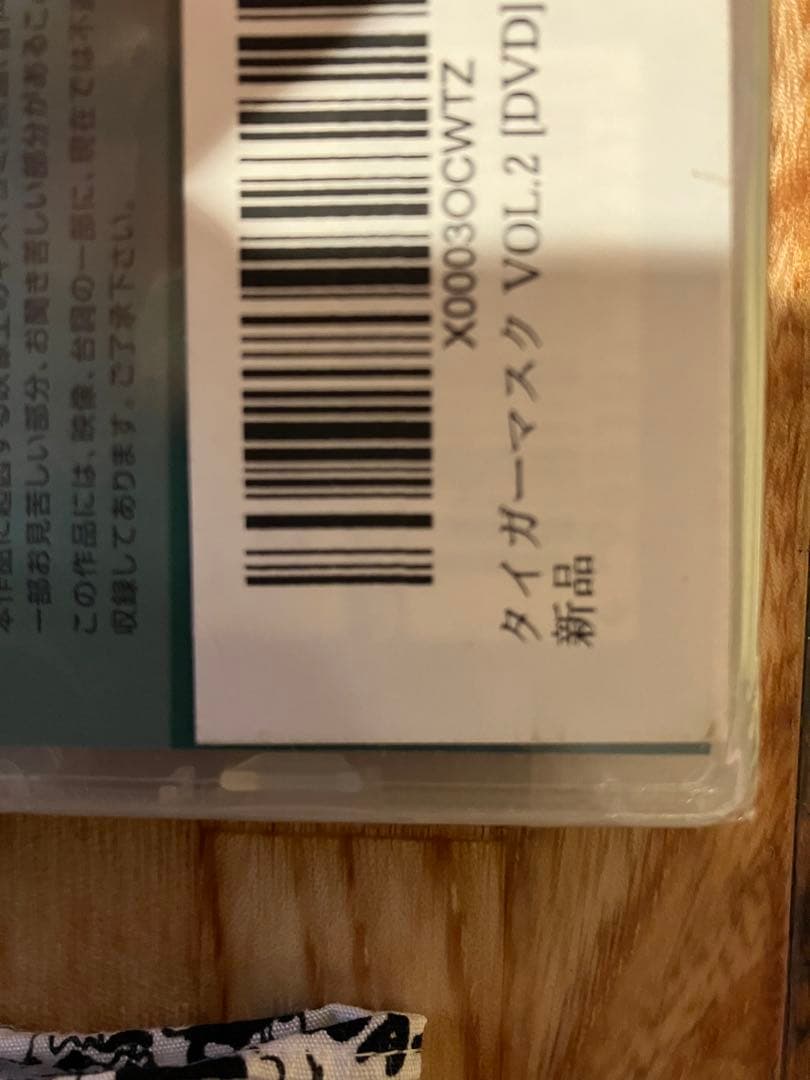 一部お見苦しい部分、お聞き苦しい部分があるこ
この作品には、映像、台詞の一部に、現在では不
収録してあります。ご了承下さい。
X0003OCWTZ
タイガーマスク VOL.2 [DVD]
新品